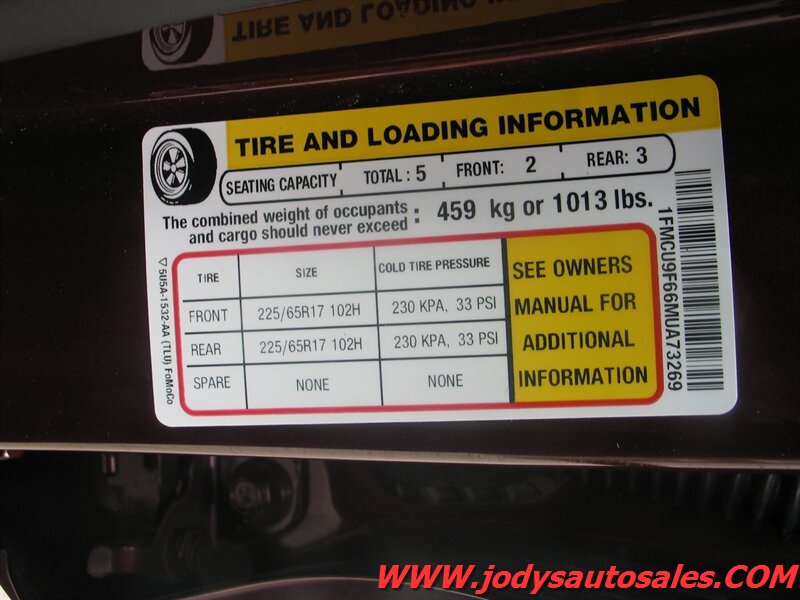 TIRE AND LOADING INFORMATION
TIRE AND LOADING INFORMATION
SEATING CAPACITY TOTAL : 5 FRONT: 2 REAR: 3
The combined weight of occupants
and cargo should never exceed : 459 kg or 1013 lbs.
TIRE SIZE COLD TIRE PRESSURE
FRONT 225/65R17 102H 230 KPA, 33 PSI
REAR 225/65R17 102H 230 KPA, 33 PSI
SPARE NONE NONE
SEE OWNERS
MANUAL FOR
ADDITIONAL
INFORMATION
5U5A-1532-AA (TLU) FoMoCo
1FMCU9F66MUA73269
WWW.jodysautosales.COM